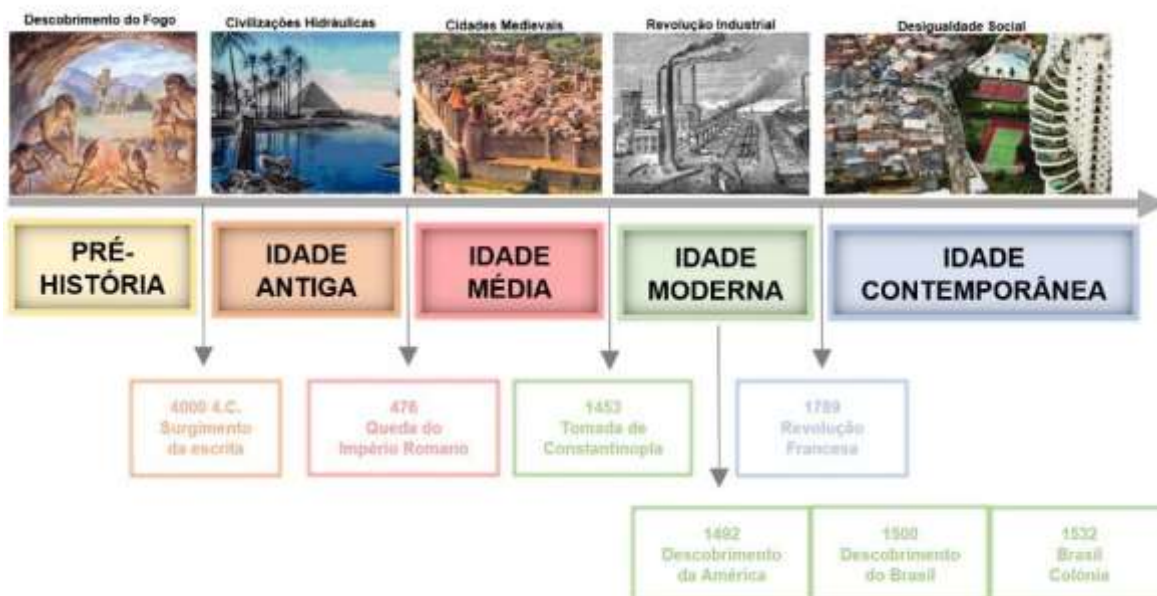 Descobrimento do Fogo
Civilizações Hidráulicas
Cidades Medievais
Revolução Industrial
Desigualdade Social
PRÉ-
HISTÓRIA
IDADE
ANTIGA
IDADE
MÉDIA
IDADE
MODERNA
IDADE
CONTEMPORÂNEA
4000 4.C.
Surgimento
da escrita
476
Queda do
Império Romano
1453
Tomada de
Constantinopla
1789
Revolução
Francesa
1492
Descobrimento
da América
1500
Descobrimento
do Brasil
1532
Brasil
Colônia